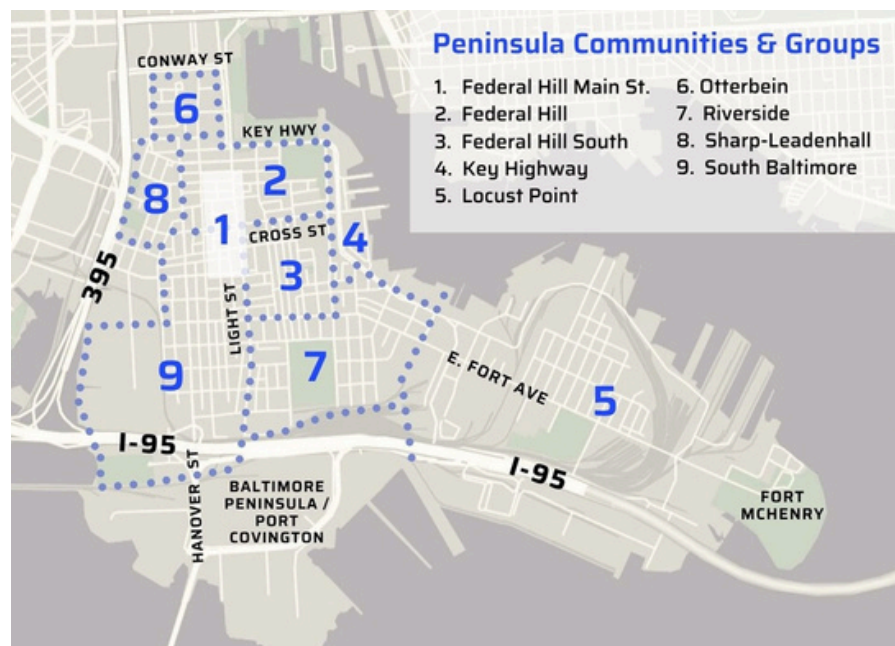 Peninsula Communities & Groups
1. Federal Hill Main St.
2. Federal Hill
3. Federal Hill South
4. Key Highway
5. Locust Point
6. Otterbein
7. Riverside
8. Sharp-Leadenhall
9. South Baltimore
CONWAY ST
6
KEY HWY
2
8
1
CROSS ST
4
395
3
LIGHT ST
9
7
E. FORT AVE
5
I-95
I-95
HANOVER ST
BALTIMORE
PENINSULA /
PORT
COVINGTON
FORT
MCHENRY